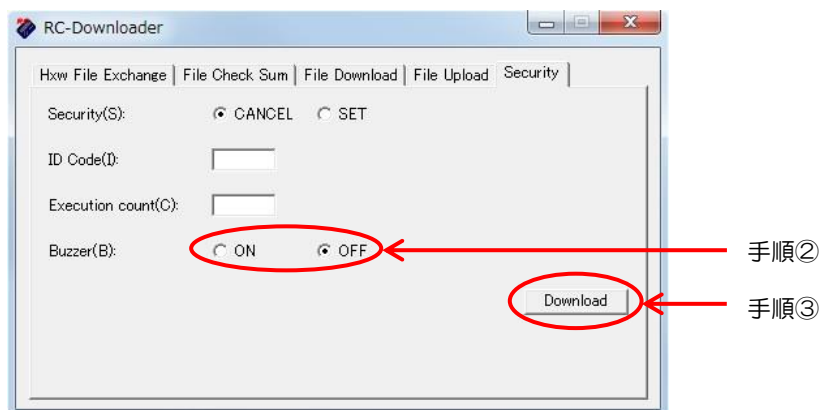 RC-Downloader
Hxw File Exchange File Check Sum File Download File Upload Security
Security(S): CANCEL SET
ID Code(I):
Execution count(C):
Buzzer(B): ON OFF
手順②
Download
手順③